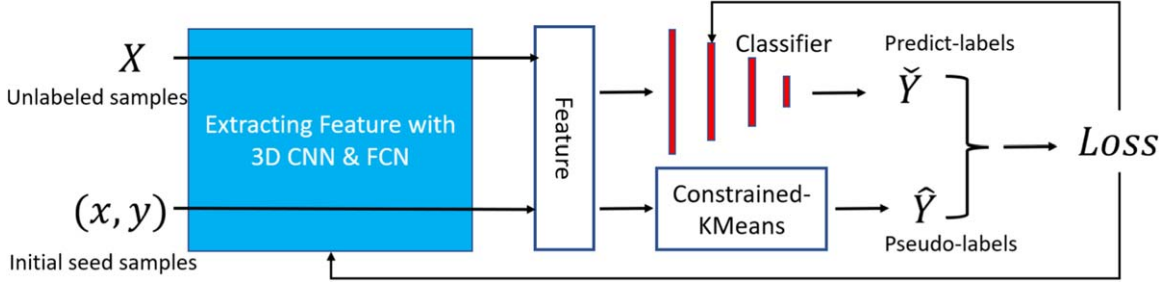 X
Unlabeled samples
(x, y)
Initial seed samples
Extracting Feature with
3D CNN & FCN
Feature
Classifier
Constrained-
KMeans
Predict-labels
Y̌
Ŷ
Pseudo-labels
Loss